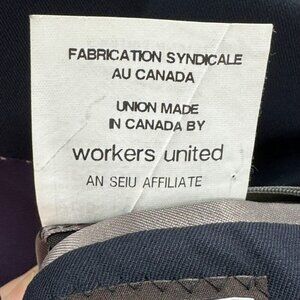 FABRICATION SYNDICALE
AU CANADA
UNION MADE
IN CANADA BY
workers united
AN SEIU AFFILIATE